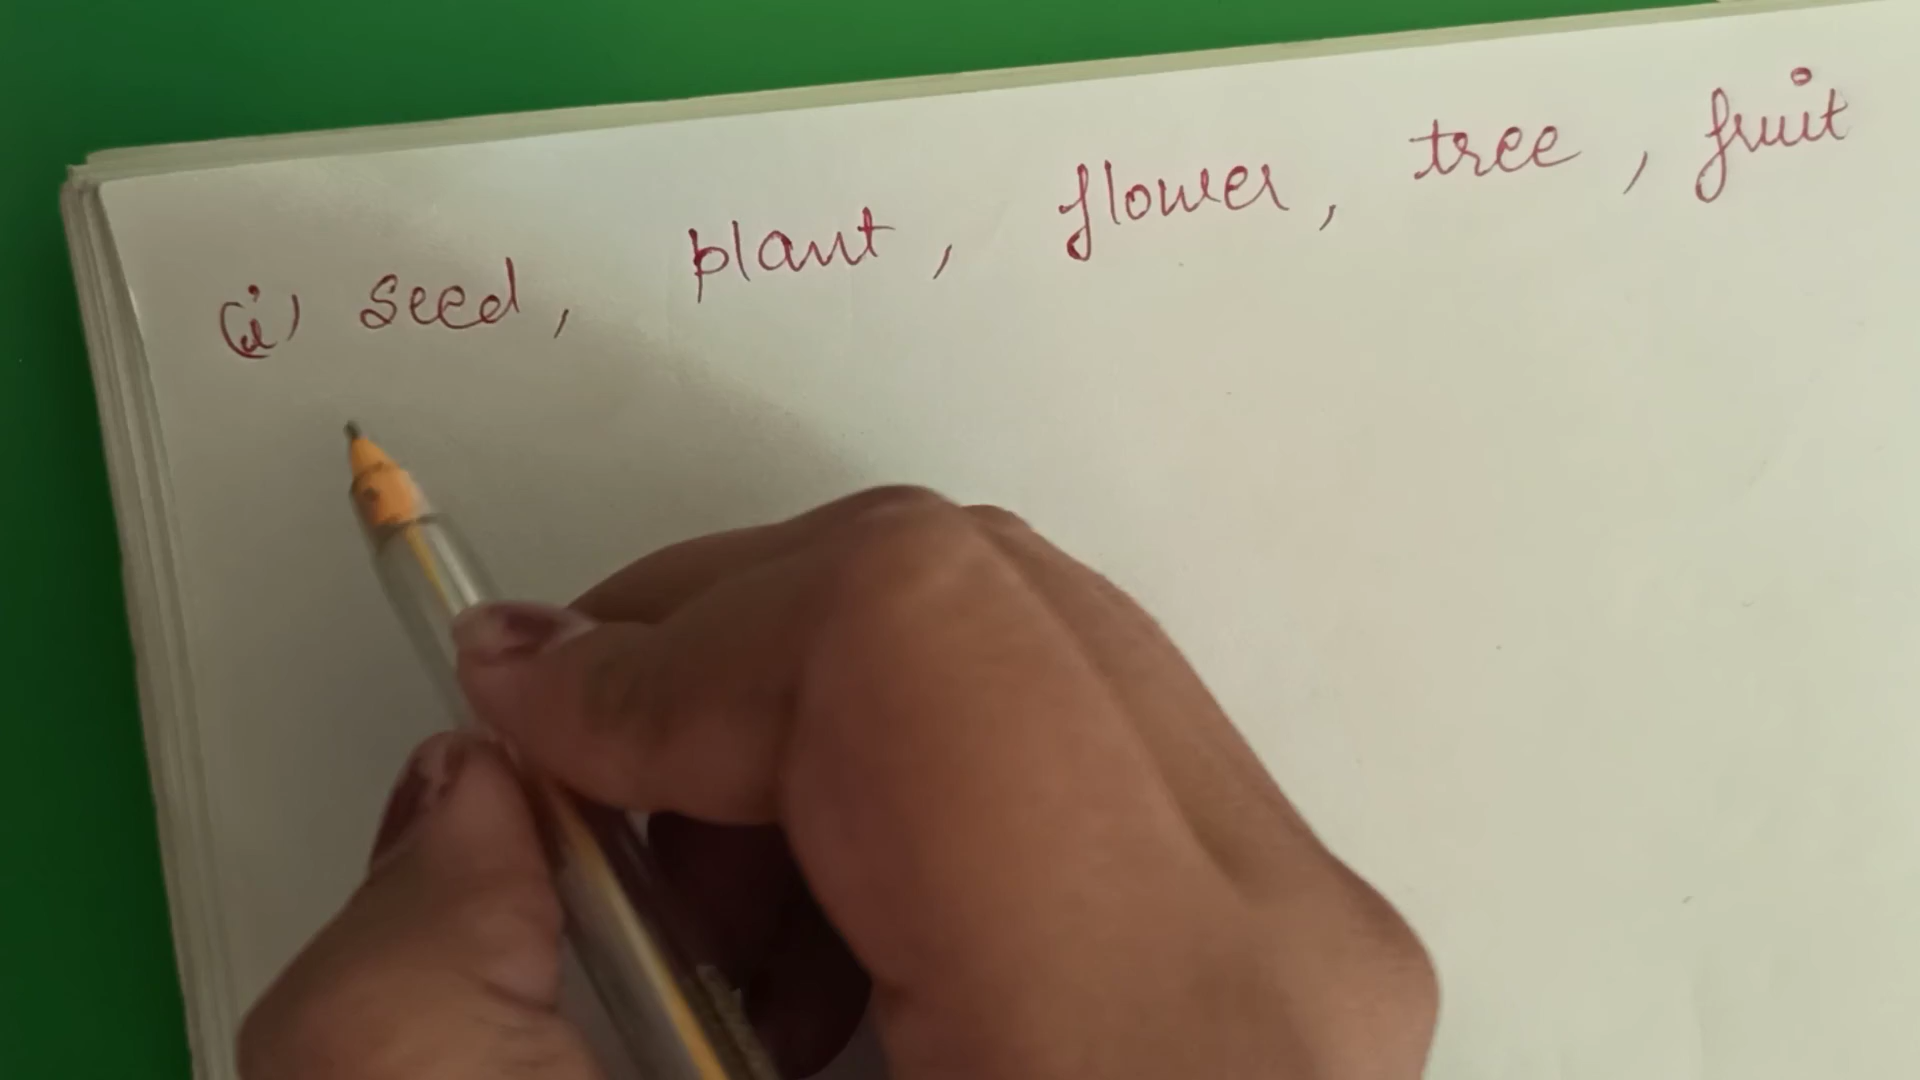 (i) seed, plant, flower, tree, fruit